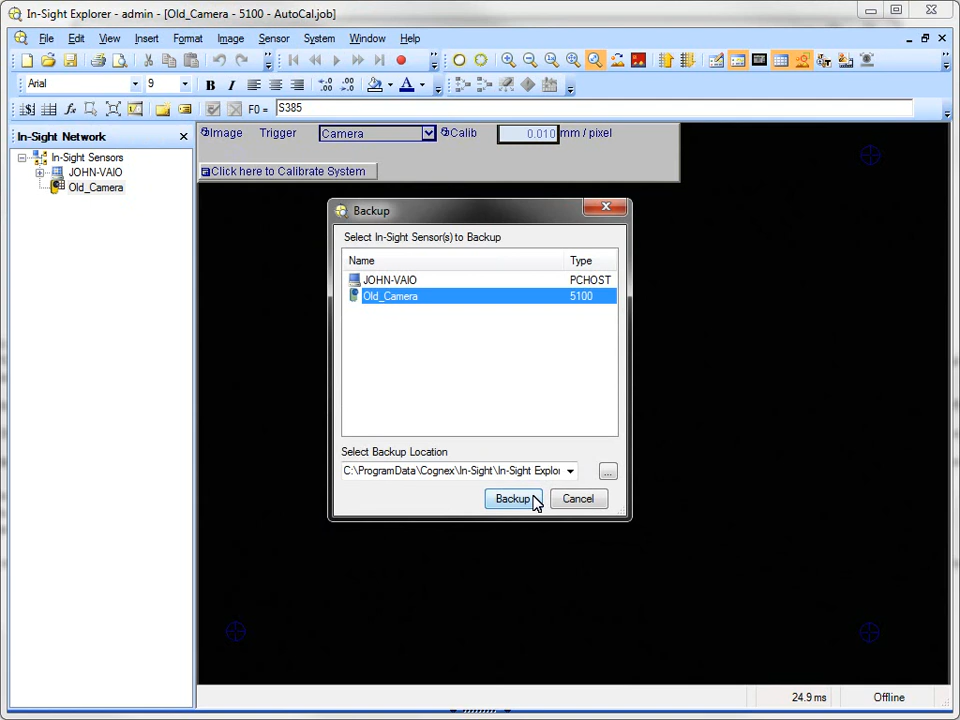 In-Sight Explorer - admin - [Old_Camera - 5100 - AutoCal.job]
File Edit View Insert Format Image Sensor System Window Help
Arial 9 B I A
F0 = S385
In-Sight Network
In-Sight Sensors
JOHN-VAIO
Old_Camera
Image Trigger Camera Calib 0.010 mm / pixel
Click here to Calibrate System
Backup
Select In-Sight Sensor(s) to Backup
Name Type
JOHN-VAIO PCHOST
Old_Camera 5100
Select Backup Location
C:\ProgramData\Cognex\In-Sight\In-Sight Explor
...
Backup Cancel
24.9 ms Offline